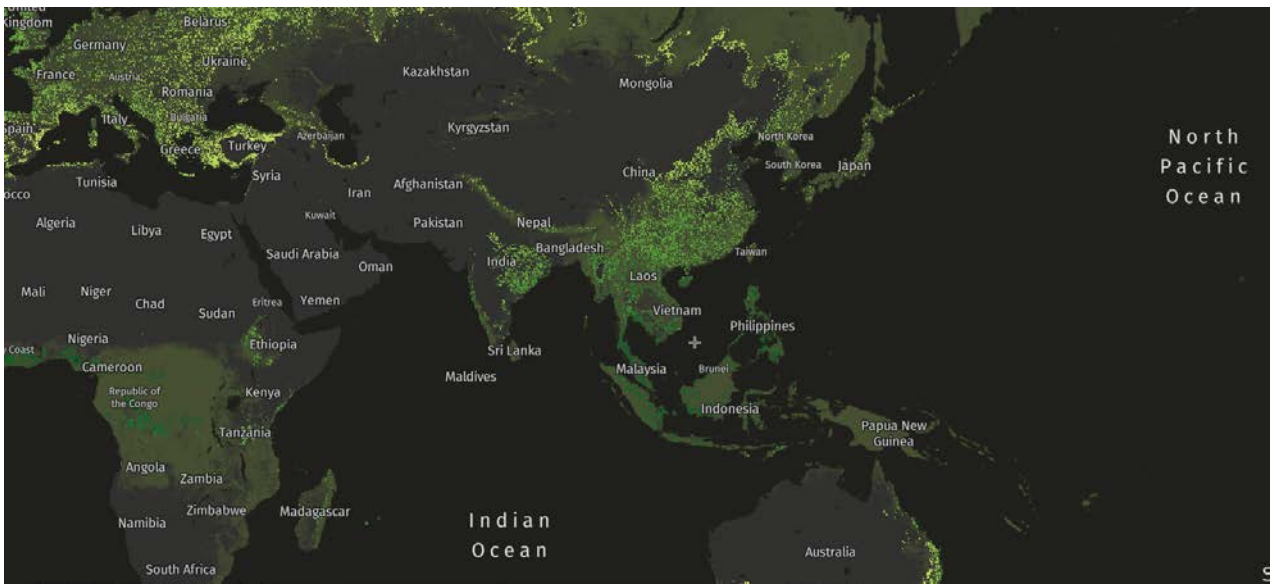 Kingdom
Belarus
Germany
Ukraine
Kazakhstan
France
Austria
Mongolia
Romania
Bulgaria
Italy
Spain
Kyrgyzstan
North Korea
Azerbaijan
Greece
Turkey
North
Pacific
Ocean
South Korea
Japan
China
Syria
Tunisia
Afghanistan
Iran
occo
Kuwait
Algeria
Pakistan
Nepal
Libya
Egypt
Bangladesh
Saudi Arabia
Taiwan
India
Oman
Laos
Mali
Niger
Chad
Eritrea
Yemen
Sudan
Vietnam
Philippines
Nigeria
Ethiopia
y Coast
Sri Lanka
Cameroon
Malaysia
Brunei
Maldives
Republic of
the Congo
Kenya
Indonesia
Tanzania
Papua New
Guinea
Angola
Zambia
Zimbabwe
Madagascar
Namibia
Indian
Ocean
Australia
South Africa